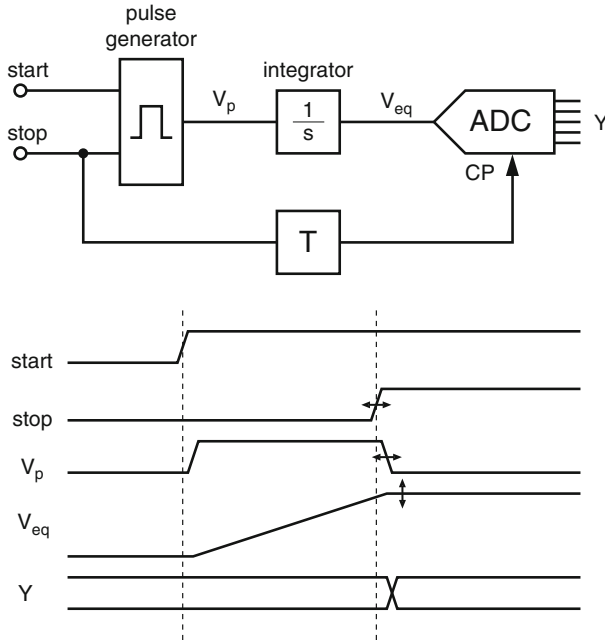 pulse
generator
start
integrator
V_p
1
s
V_eq
ADC
Y
stop
CP
T
start
stop
V_p
V_eq
Y